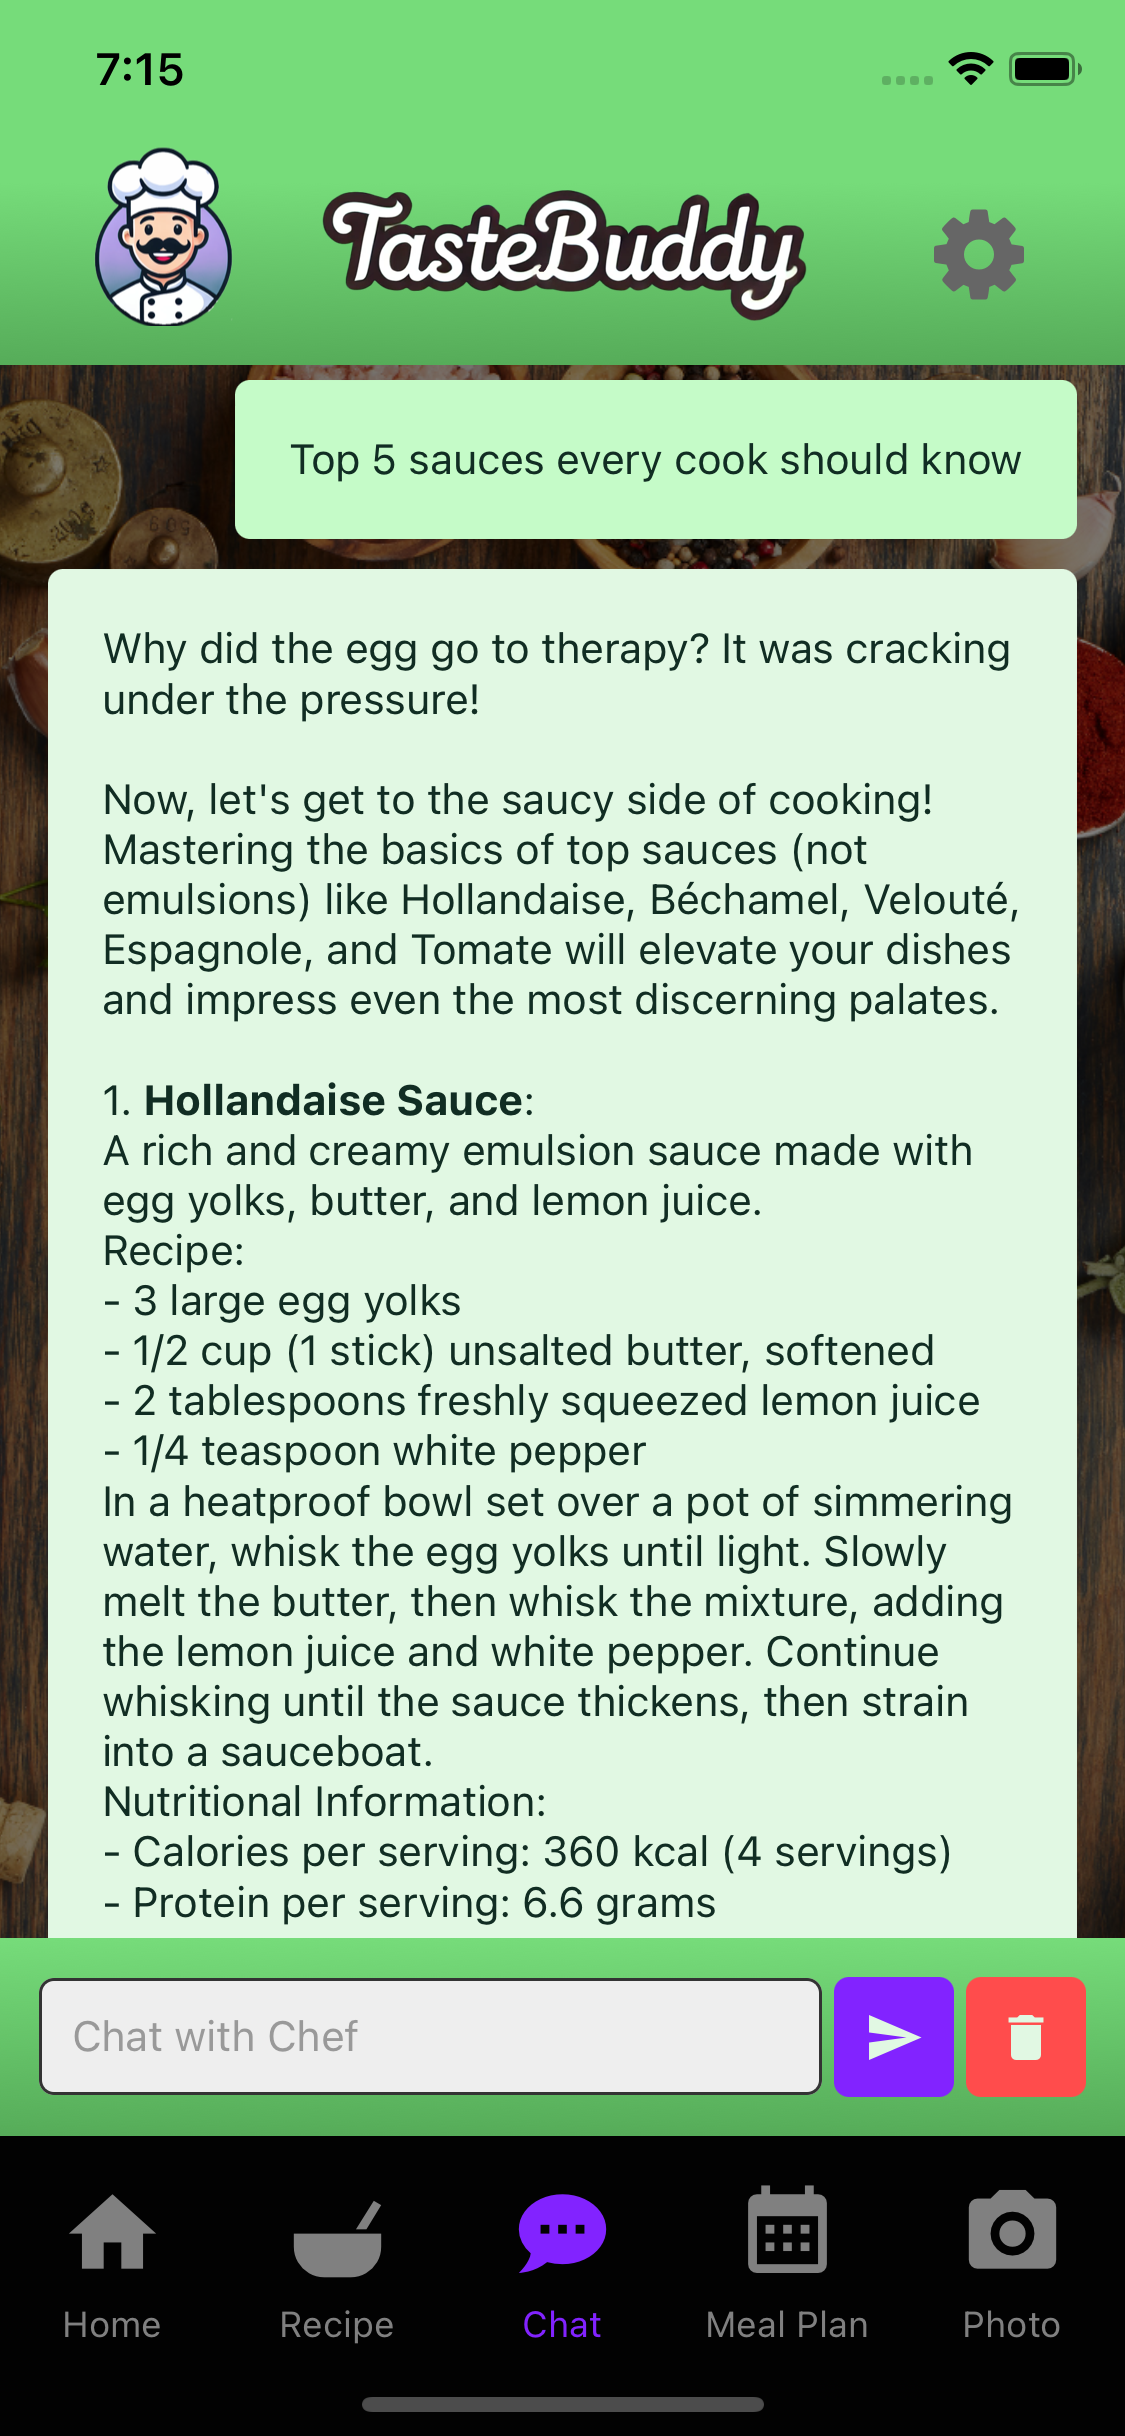 7:15
TasteBuddy
Top 5 sauces every cook should know
Why did the egg go to therapy? It was cracking
under the pressure!
Now, let's get to the saucy side of cooking!
Mastering the basics of top sauces (not
emulsions) like Hollandaise, Béchamel, Velouté,
Espagnole, and Tomate will elevate your dishes
and impress even the most discerning palates.
1. Hollandaise Sauce:
A rich and creamy emulsion sauce made with
egg yolks, butter, and lemon juice.
Recipe:
- 3 large egg yolks
- 1/2 cup (1 stick) unsalted butter, softened
- 2 tablespoons freshly squeezed lemon juice
- 1/4 teaspoon white pepper
In a heatproof bowl set over a pot of simmering
water, whisk the egg yolks until light. Slowly
melt the butter, then whisk the mixture, adding
the lemon juice and white pepper. Continue
whisking until the sauce thickens, then strain
into a sauceboat.
Nutritional Information:
- Calories per serving: 360 kcal (4 servings)
- Protein per serving: 6.6 grams
Chat with Chef
Home Recipe Chat Meal Plan Photo